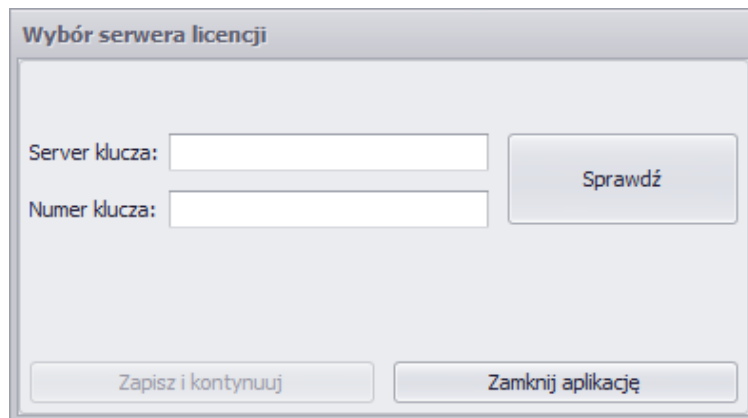 Wybór serwera licencji
Server klucza:
Sprawdź
Numer klucza:
Zapisz i kontynuuj
Zamknij aplikację